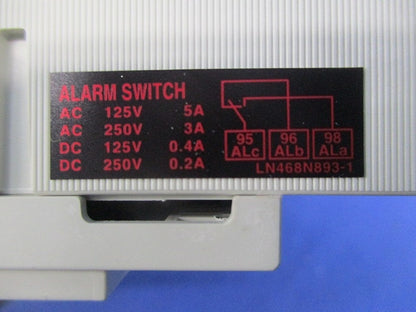 ALARM SWITCH
AC 125V 5A
AC 250V 3A
DC 125V 0.4A
DC 250V 0.2A
95 96 98
ALc ALb ALa
LN468N893-1